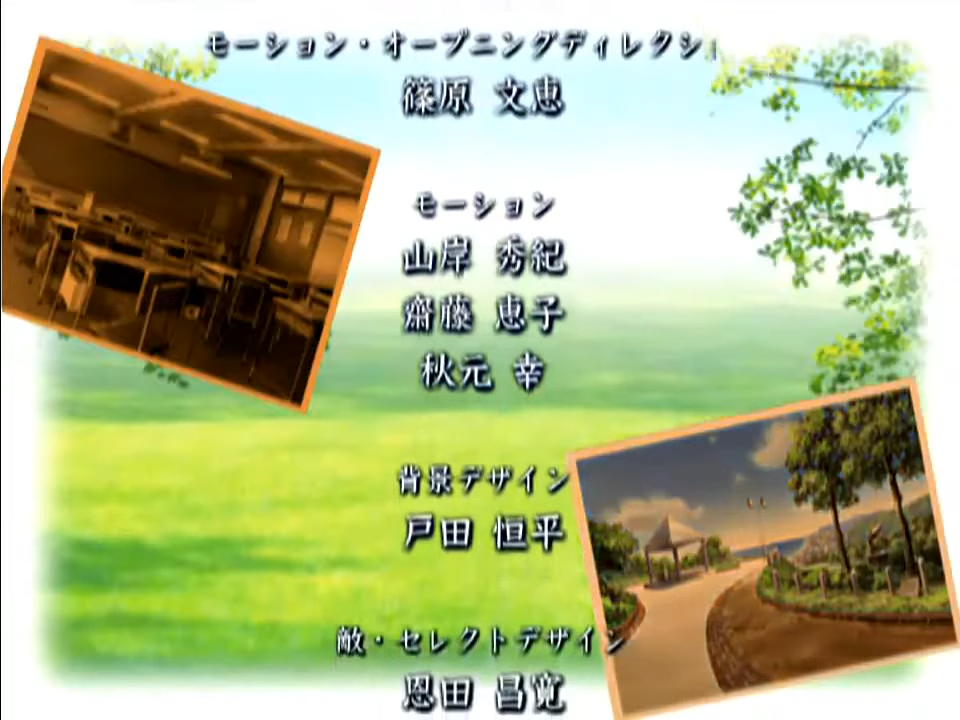 モーション・オープニングディレクション
篠原 文恵
モーション
山岸 秀紀
齋藤 恵子
秋元 幸
背景デザイン
戸田 恒平
敵・セレクトデザイン
恩田 昌寛